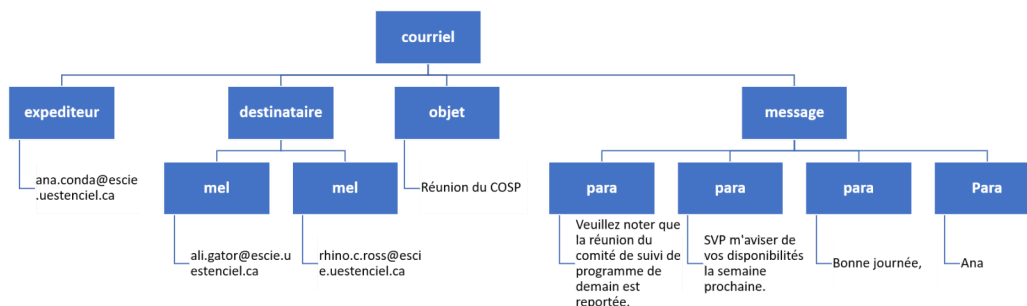 courriel
expediteur
destinataire
objet
message
ana.conda@escie
.uestenciel.ca
mel
mel
Réunion du COSP
para
para
para
Para
ali.gator@escie.u
estenciel.ca
rhino.c.ross@esci
e.uestenciel.ca
Veuillez noter que
la réunion du
comité de suivi de
programme de
demain est
reportée.
SVP m'aviser de
vos disponibilités
la semaine
prochaine.
Bonne journée,
Ana